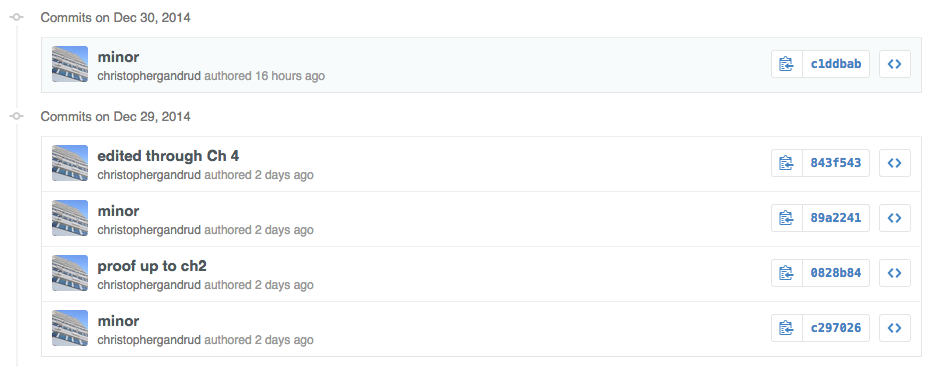 Commits on Dec 30, 2014
minor
christophergandrud authored 16 hours ago
c1ddbab
Commits on Dec 29, 2014
edited through Ch 4
christophergandrud authored 2 days ago
843f543
minor
christophergandrud authored 2 days ago
89a2241
proof up to ch2
christophergandrud authored 2 days ago
0828b84
minor
christophergandrud authored 2 days ago
c297026